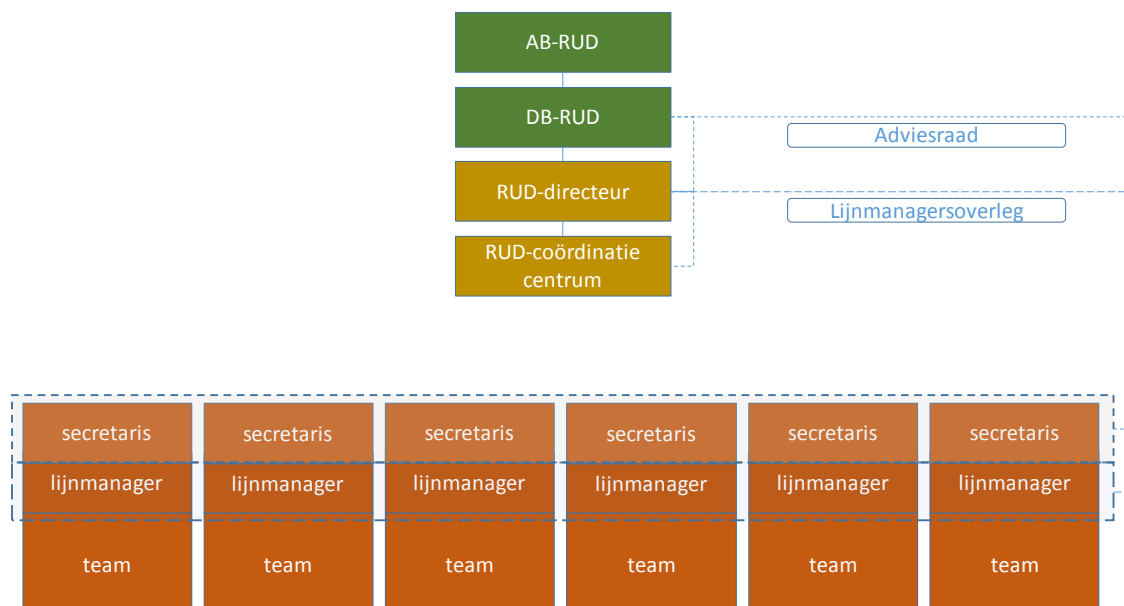 AB-RUD
DB-RUD
Adviesraad
RUD-directeur
Lijnmanagersoverleg
RUD-coördinatie
centrum
secretaris secretaris secretaris secretaris secretaris secretaris
lijnmanager lijnmanager lijnmanager lijnmanager lijnmanager lijnmanager
team team team team team team